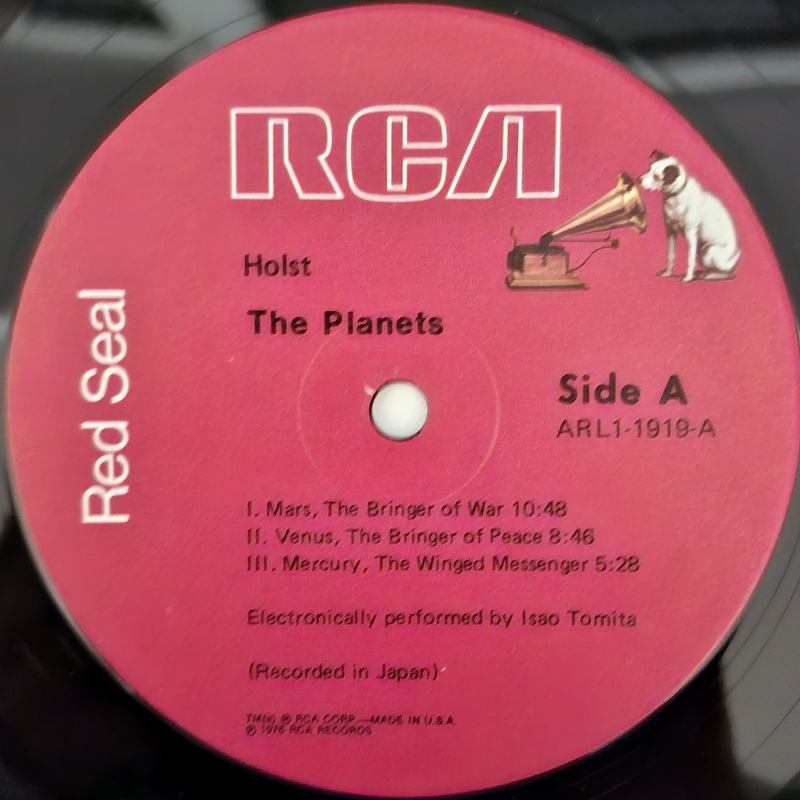 RCA
Holst
The Planets
Red Seal
Side A
ARL1-1919-A
I. Mars, The Bringer of War 10:48
II. Venus, The Bringer of Peace 8:46
III. Mercury, The Winged Messenger 5:28
Electronically performed by Isao Tomita
(Recorded in Japan)
TM(s) ® RCA CORP.—MADE IN U.S.A.
℗ 1976 RCA RECORDS